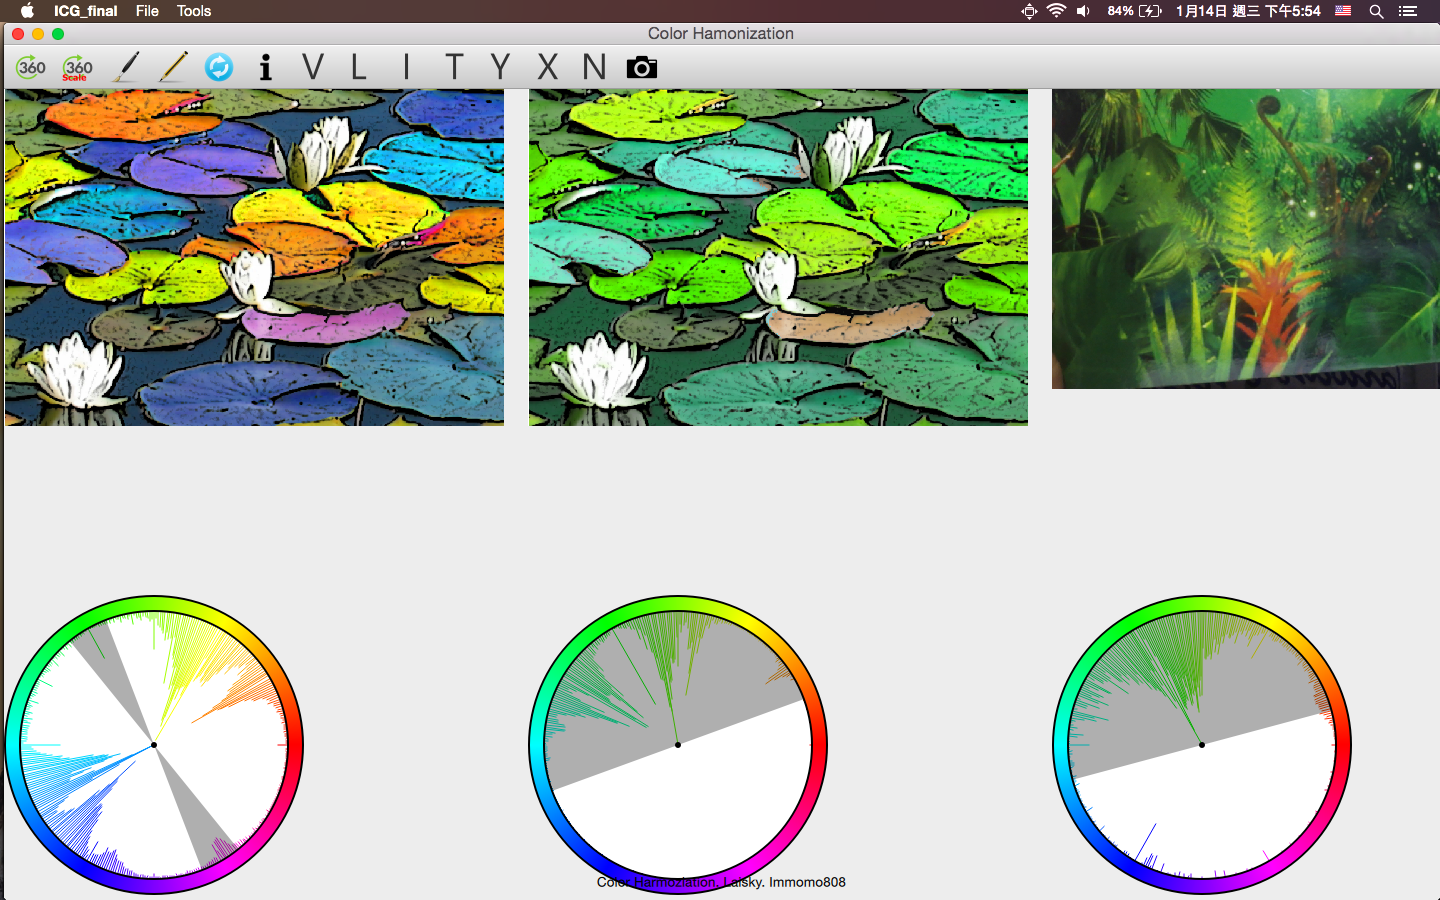 ICG_final File Tools 84% 1月14日 週三 下午5:54
Color Hamonization
360 360 Scale i V L I T Y X N
Color Harmoziation. Laisky. Immomo808